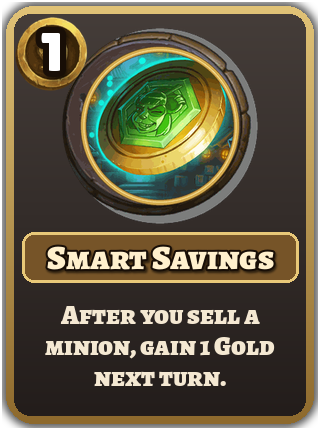 1
SMART SAVINGS
AFTER YOU SELL A
MINION, GAIN 1 GOLD
NEXT TURN.